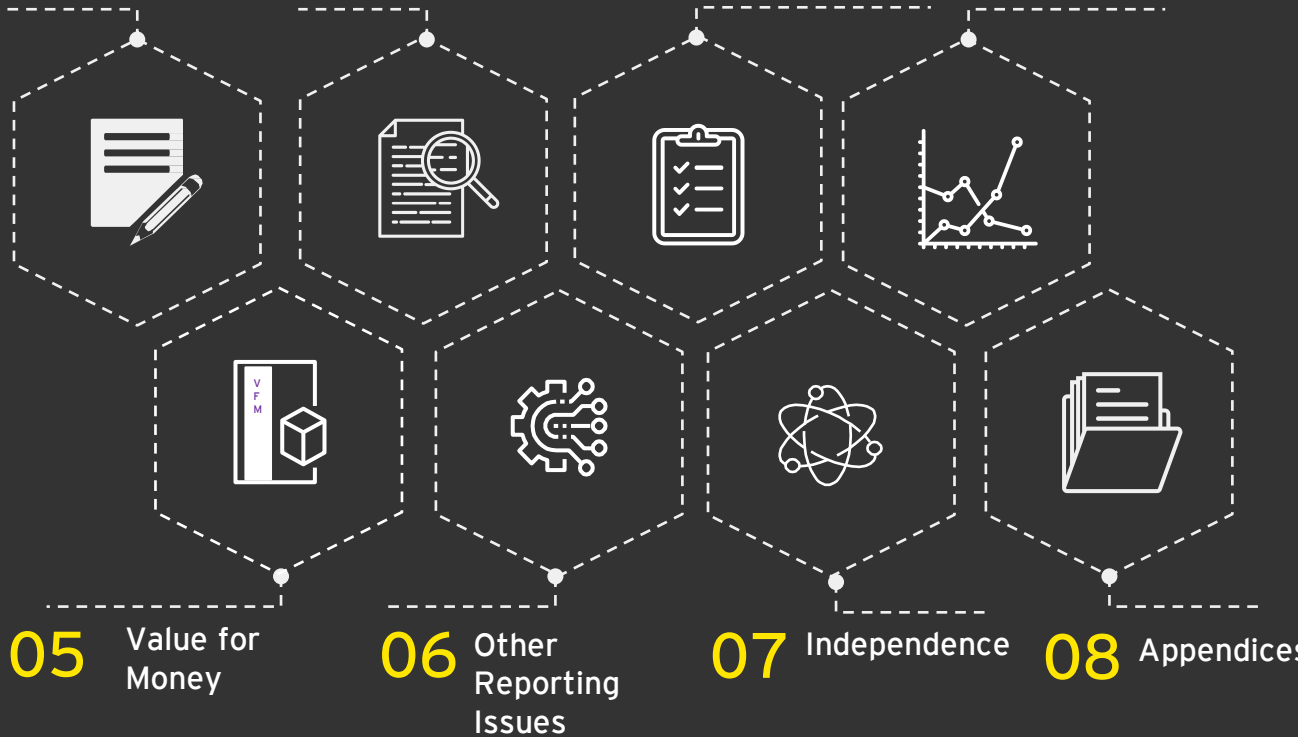 V
F
M
05
Value for
Money
06
Other
Reporting
Issues
07
Independence
08
Appendices